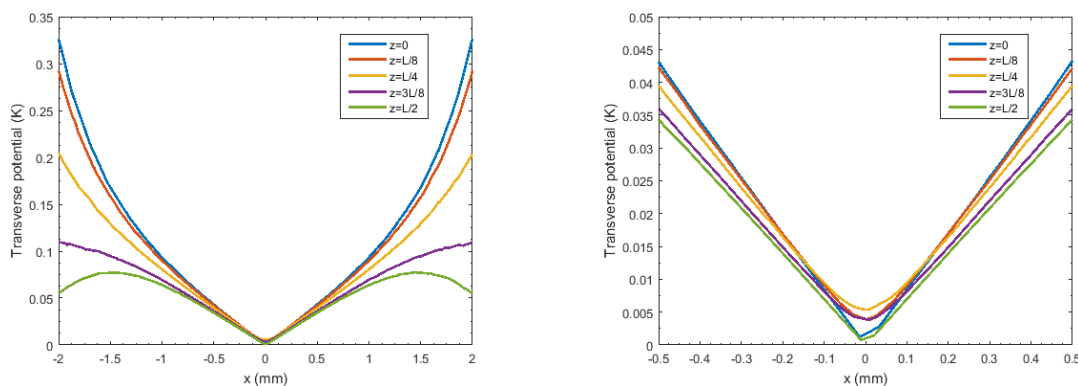 0.35
0.3
0.25
0.2
0.15
0.1
0.05
0
Transverse potential (K)
z=0
z=L/8
z=L/4
z=3L/8
z=L/2
-2 -1.5 -1 -0.5 0 0.5 1 1.5 2
x (mm)
0.05
0.045
0.04
0.035
0.03
0.025
0.02
0.015
0.01
0.005
0
Transverse potential (K)
z=0
z=L/8
z=L/4
z=3L/8
z=L/2
-0.5 -0.4 -0.3 -0.2 -0.1 0 0.1 0.2 0.3 0.4 0.5
x (mm)